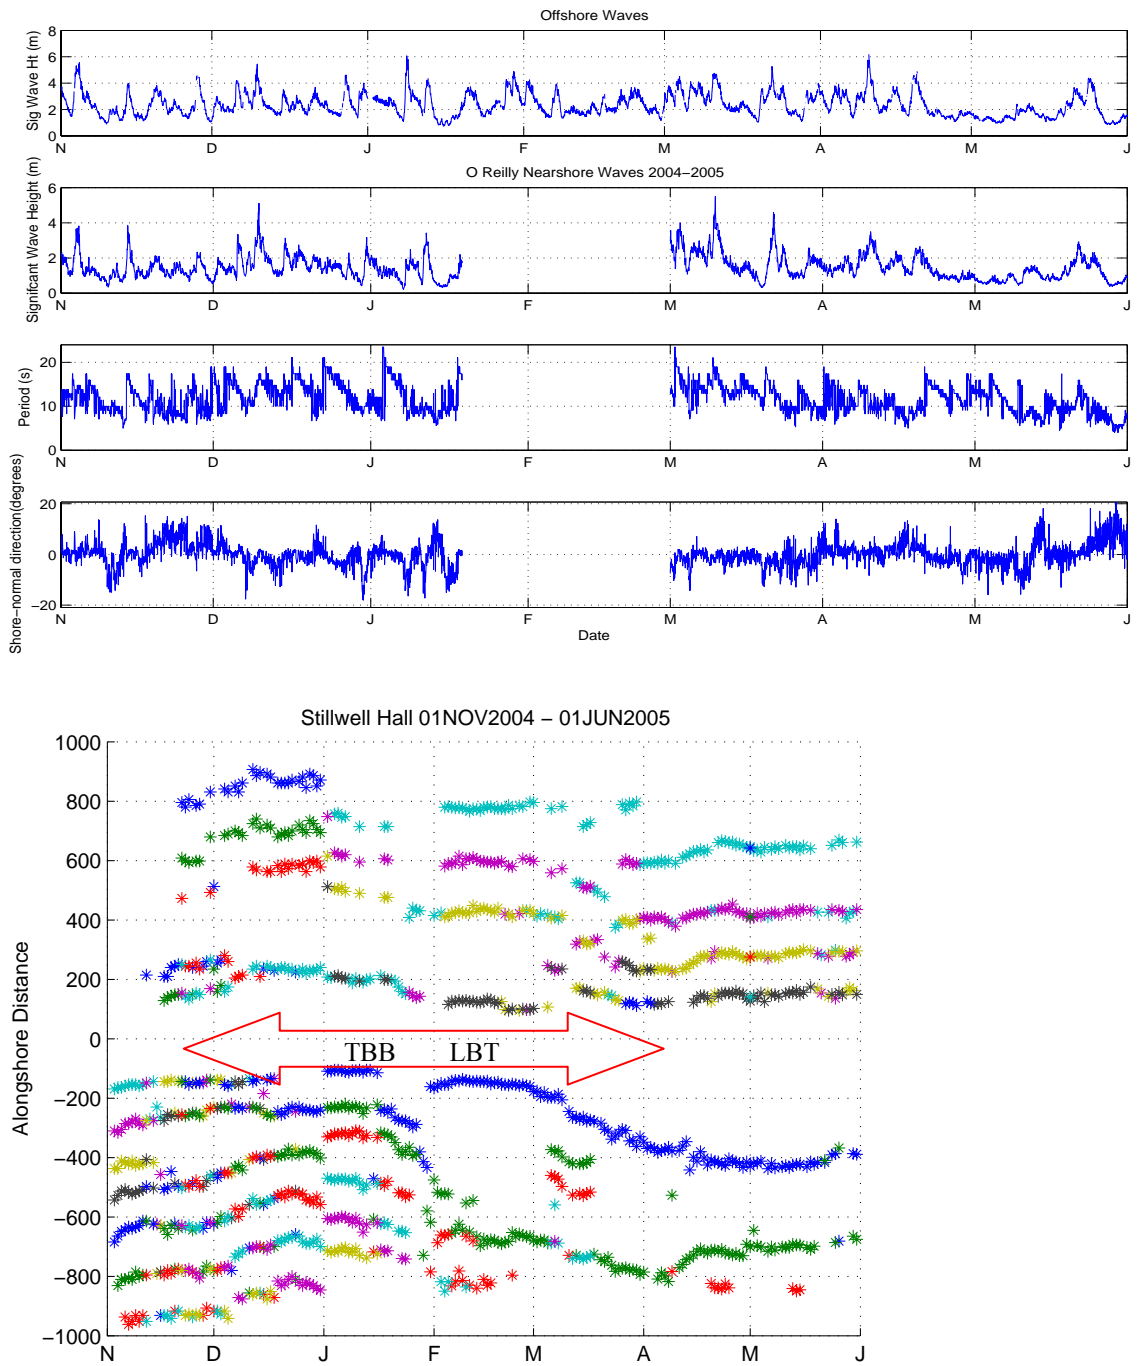 Offshore Waves
Sig Wave Ht (m)
8
6
4
2
0
N D J F M A M J
O Reilly Nearshore Waves 2004−2005
Signifcant Wave Height (m)
6
4
2
0
N D J F M A M J
Period (s)
20
10
0
N D J F M A M J
Shore−normal direction(degrees)
20
0
−20
N D J F M A M J
Date
Stillwell Hall 01NOV2004 − 01JUN2005
Alongshore Distance
1000
800
600
400
200
0
TBB LBT
−200
−400
−600
−800
−1000
N D J F M A M J